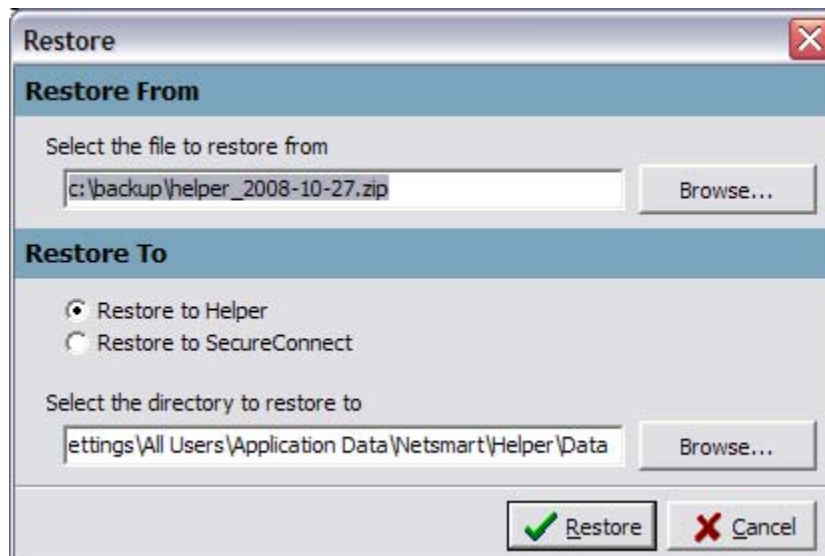 Restore
Restore From
Select the file to restore from
c:\backup\helper_2008-10-27.zip
Browse...
Restore To
Restore to Helper
Restore to SecureConnect
Select the directory to restore to
ettings\All Users\Application Data\Netsmart\Helper\Data
Browse...
Restore
Cancel